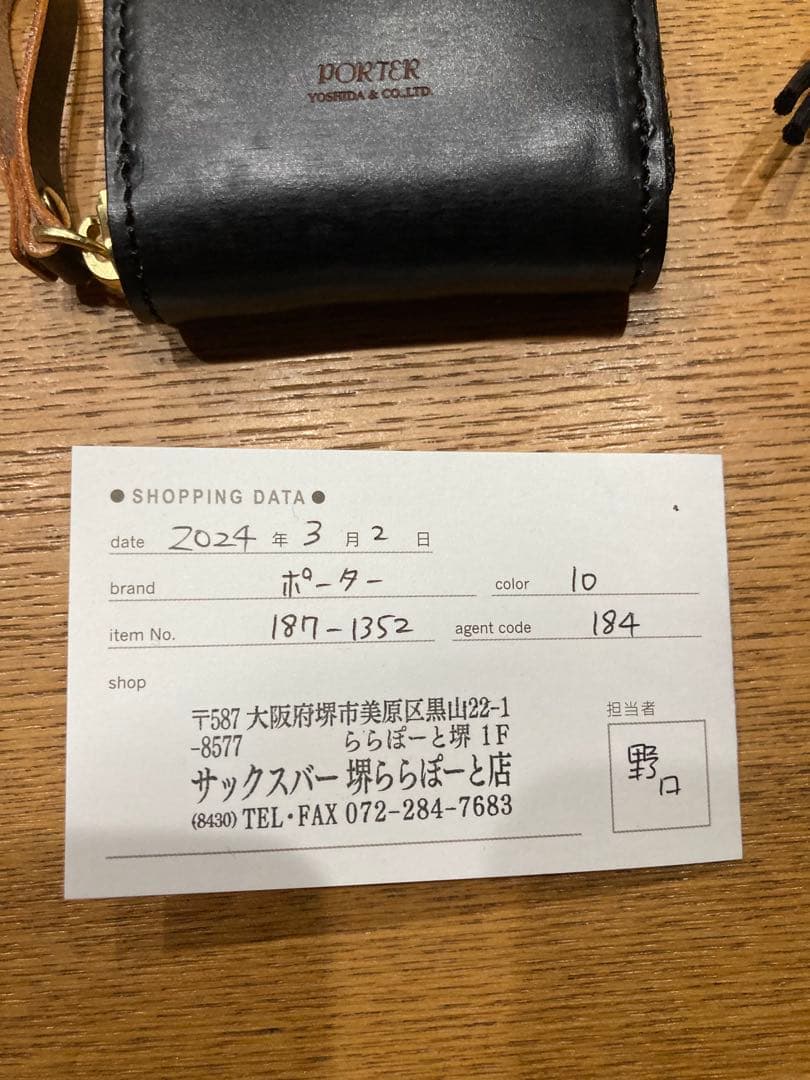 PORTER
YOSHIDA & CO.,LTD.
● SHOPPING DATA ●
date 2024 年 3 月 2 日
brand ポーター color 10
item No. 187-1352 agent code 184
shop
〒587 大阪府堺市美原区黒山22-1
-8577 ららぽーと堺 1F
サックスバー 堺ららぽーと店
(8430) TEL・FAX 072-284-7683
担当者
野口